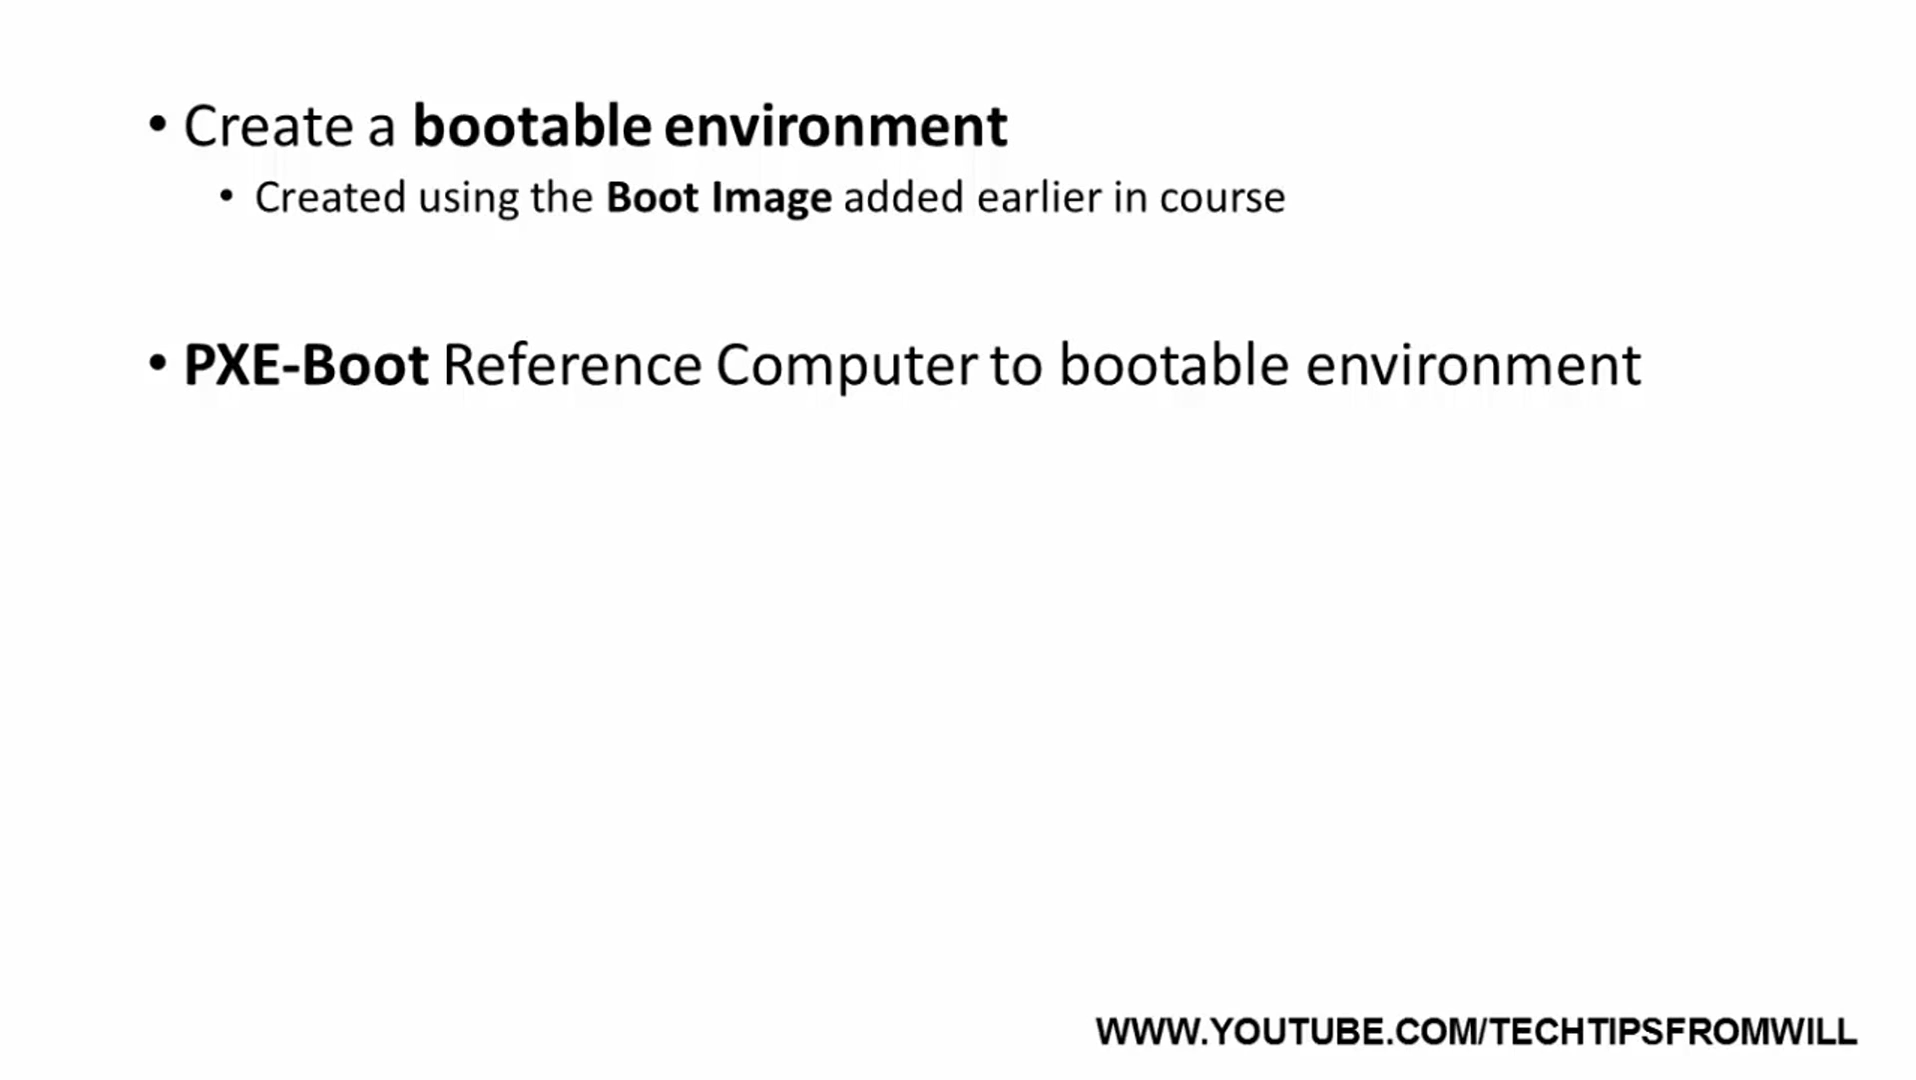 • Create a bootable environment
• Created using the Boot Image added earlier in course
• PXE-Boot Reference Computer to bootable environment
WWW.YOUTUBE.COM/TECHTIPSFROMWILL